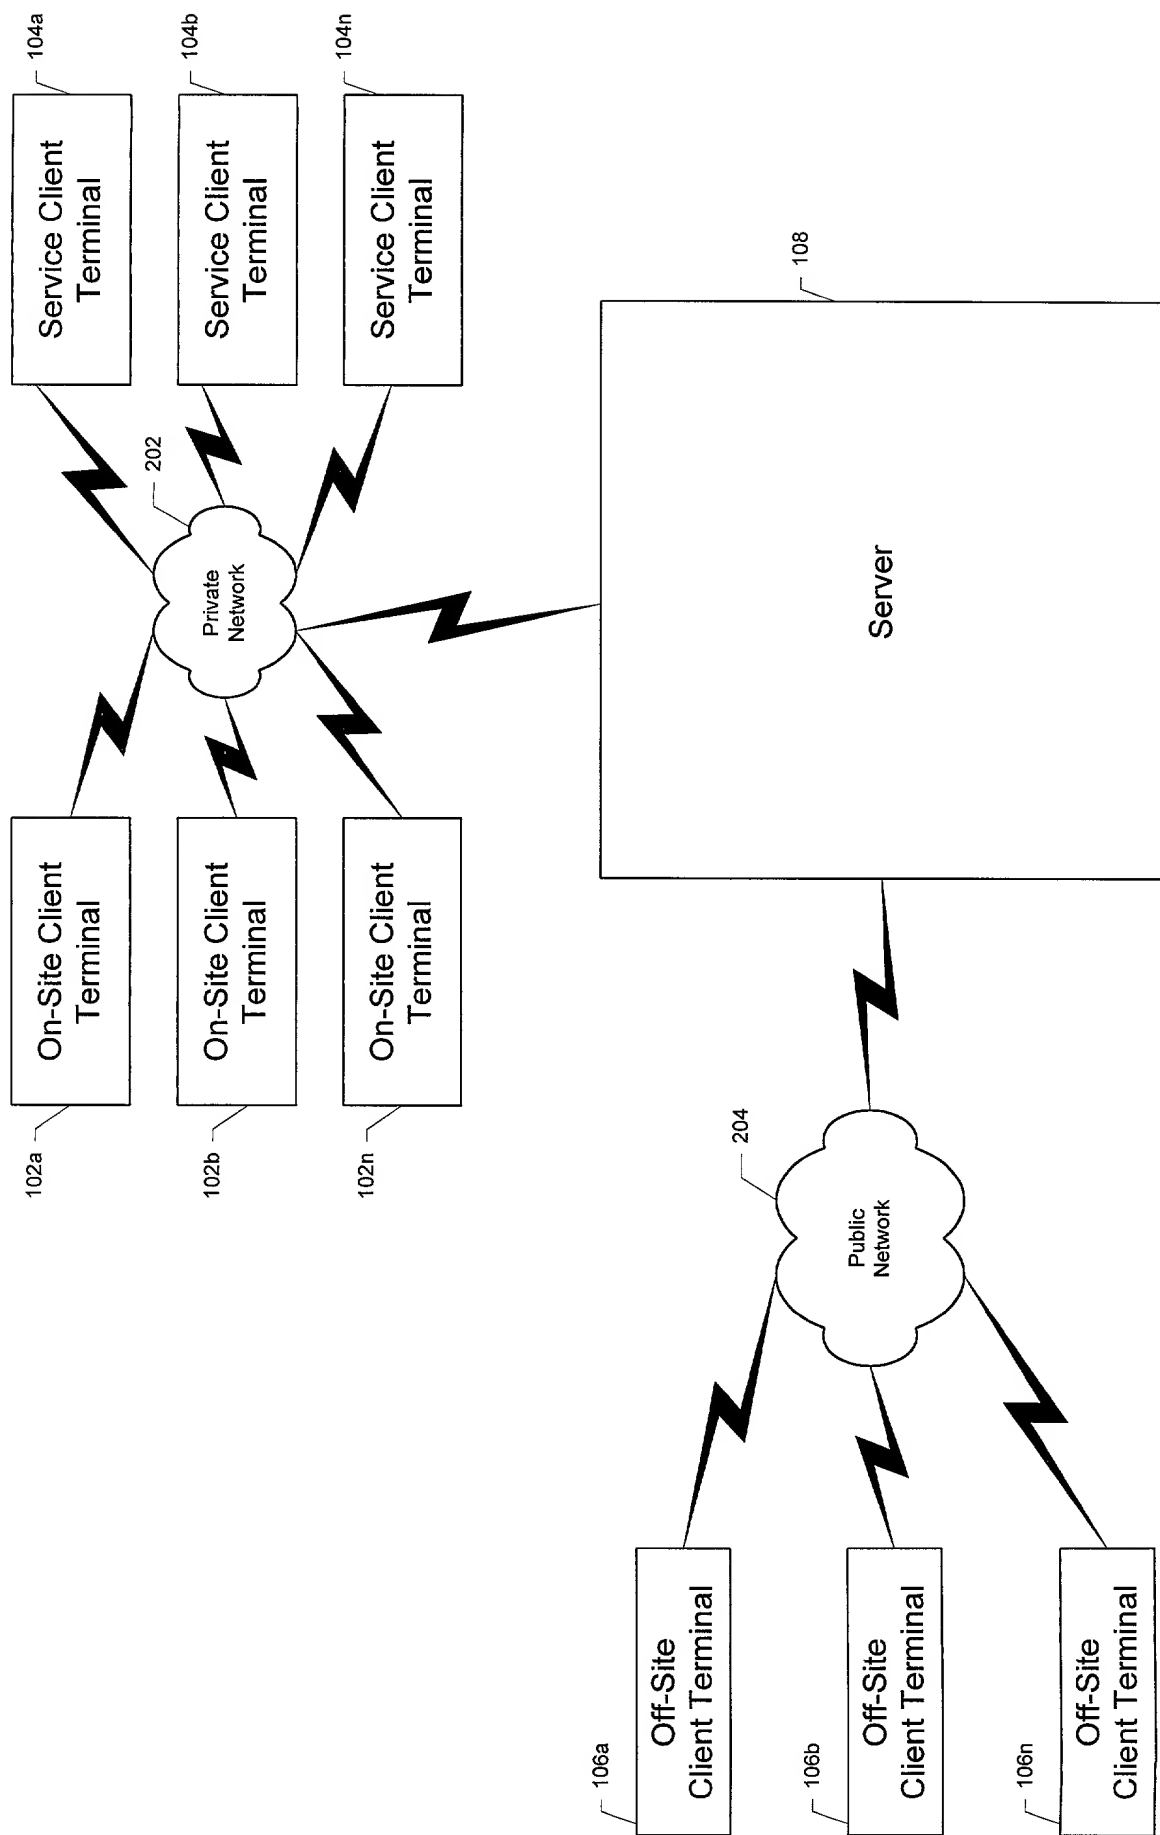 102a
On-Site Client
Terminal
102b
On-Site Client
Terminal
102n
On-Site Client
Terminal
Private
Network
202
104a
Service Client
Terminal
104b
Service Client
Terminal
104n
Service Client
Terminal
106a
Off-Site
Client Terminal
106b
Off-Site
Client Terminal
106n
Off-Site
Client Terminal
204
Public
Network
108
Server